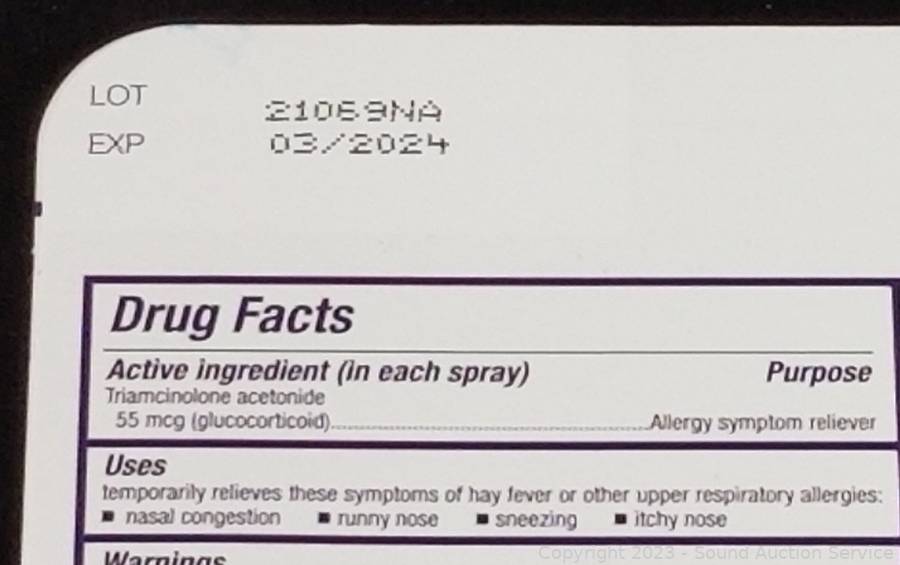 LOT 21069NA
EXP 03/2024
Drug Facts
Active ingredient (in each spray) Purpose
Triamcinolone acetonide
55 mcg (glucocorticoid)........Allergy symptom reliever
Uses
temporarily relieves these symptoms of hay fever or other upper respiratory allergies:
■ nasal congestion ■ runny nose ■ sneezing ■ itchy nose
Warnings
Copyright 2023 - Sound Auction Service